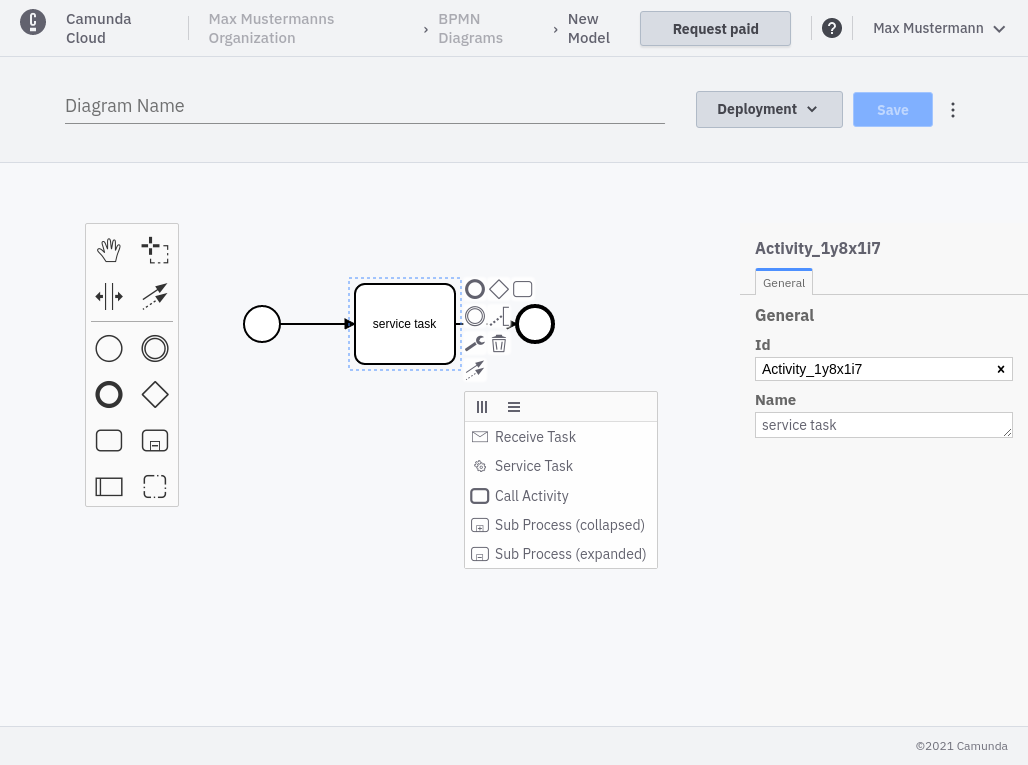 Camunda
Cloud
Max Mustermanns
Organization
BPMN
Diagrams
New
Model
Request paid
Max Mustermann
Diagram Name
Deployment
Save
service task
Receive Task
Service Task
Call Activity
Sub Process (collapsed)
Sub Process (expanded)
Activity_1y8x1i7
General
General
Id
Activity_1y8x1i7
Name
service task
©2021 Camunda